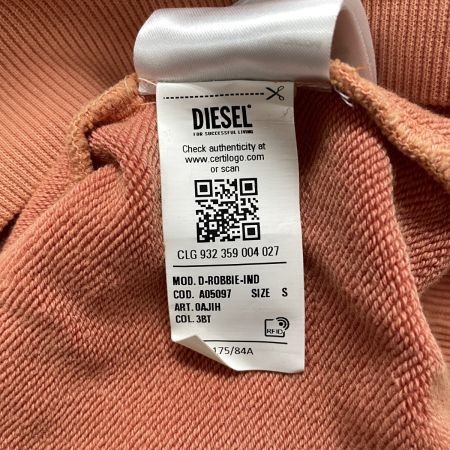 DIESEL
FOR SUCCESSFUL LIVING
Check authenticity at
www.certilogo.com
or scan
CLG 932 359 004 027
MOD. D-ROBBIE-IND
COD. A05097 SIZE S
ART. 0AJIH
COL. 3BT
RFID
175/84A